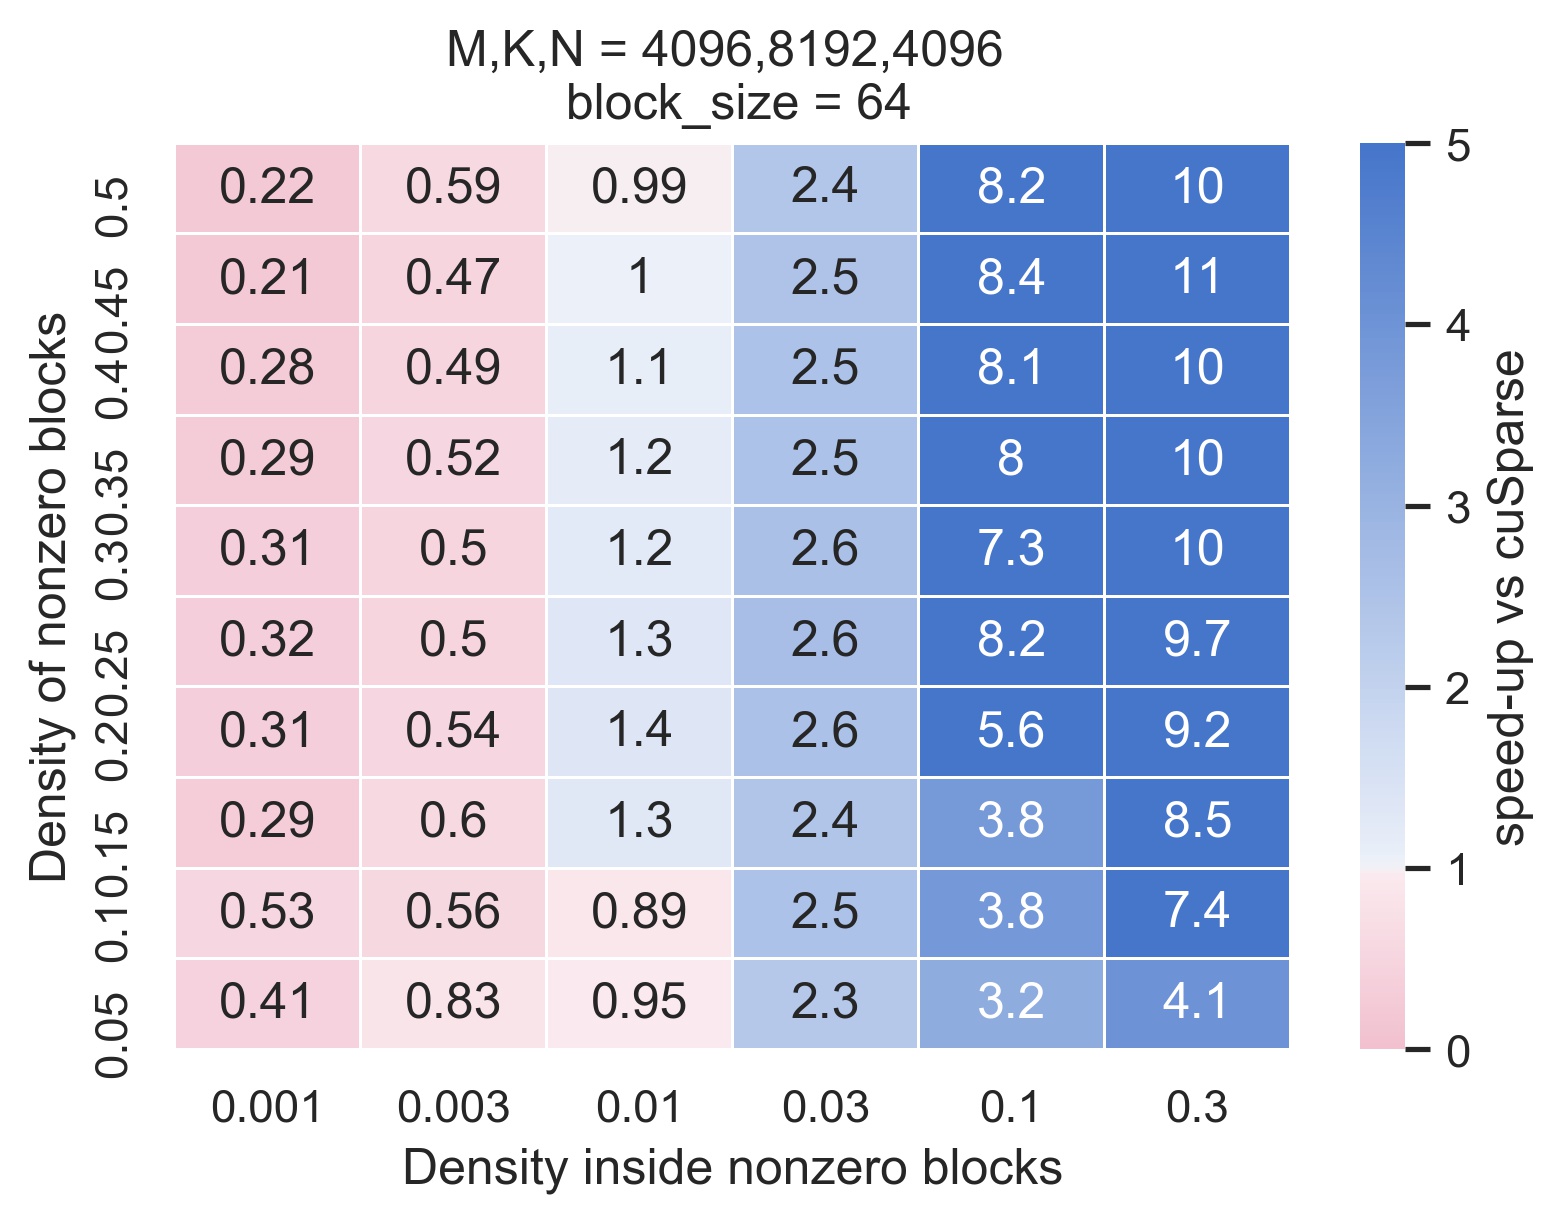 M,K,N = 4096,8192,4096
block_size = 64
Density of nonzero blocks
0.5 0.22 0.59 0.99 2.4 8.2 10
0.45 0.21 0.47 1 2.5 8.4 11
0.4 0.28 0.49 1.1 2.5 8.1 10
0.35 0.29 0.52 1.2 2.5 8 10
0.3 0.31 0.5 1.2 2.6 7.3 10
0.25 0.32 0.5 1.3 2.6 8.2 9.7
0.2 0.31 0.54 1.4 2.6 5.6 9.2
0.15 0.29 0.6 1.3 2.4 3.8 8.5
0.1 0.53 0.56 0.89 2.5 3.8 7.4
0.05 0.41 0.83 0.95 2.3 3.2 4.1
0.001 0.003 0.01 0.03 0.1 0.3
Density inside nonzero blocks
5
4
3
2
1
0
speed-up vs cuSparse